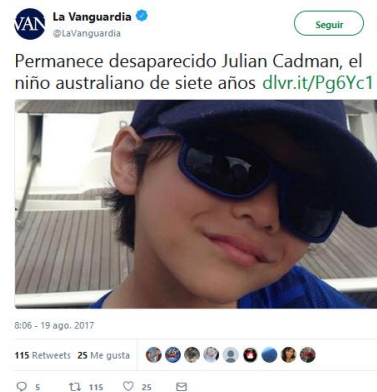 VAN La Vanguardia
@LaVanguardia
Seguir
Permanece desaparecido Julian Cadman, el
niño australiano de siete años dlvr.it/Pg6Yc1
8:06 - 19 ago. 2017
115 Retweets 25 Me gusta
5 115 25